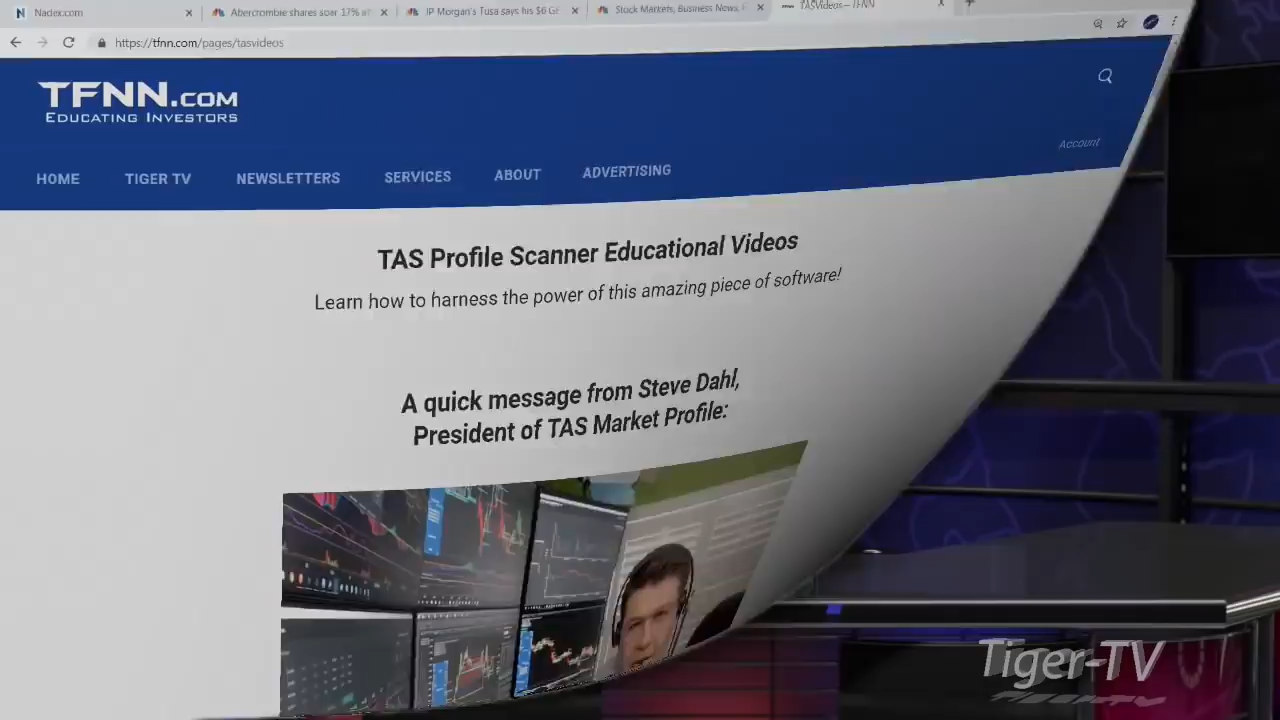 Nadex.com
Abercrombie shares soar 17% af
JP Morgan's Tusa says his $6 GE
Stock Markets, Business News, F
TASVideos – TFNN
https://tfnn.com/pages/tasvideos
TFNN.COM
EDUCATING INVESTORS
Account
HOME TIGER TV NEWSLETTERS SERVICES ABOUT ADVERTISING
TAS Profile Scanner Educational Videos
Learn how to harness the power of this amazing piece of software!
A quick message from Steve Dahl,
President of TAS Market Profile:
Tiger-TV